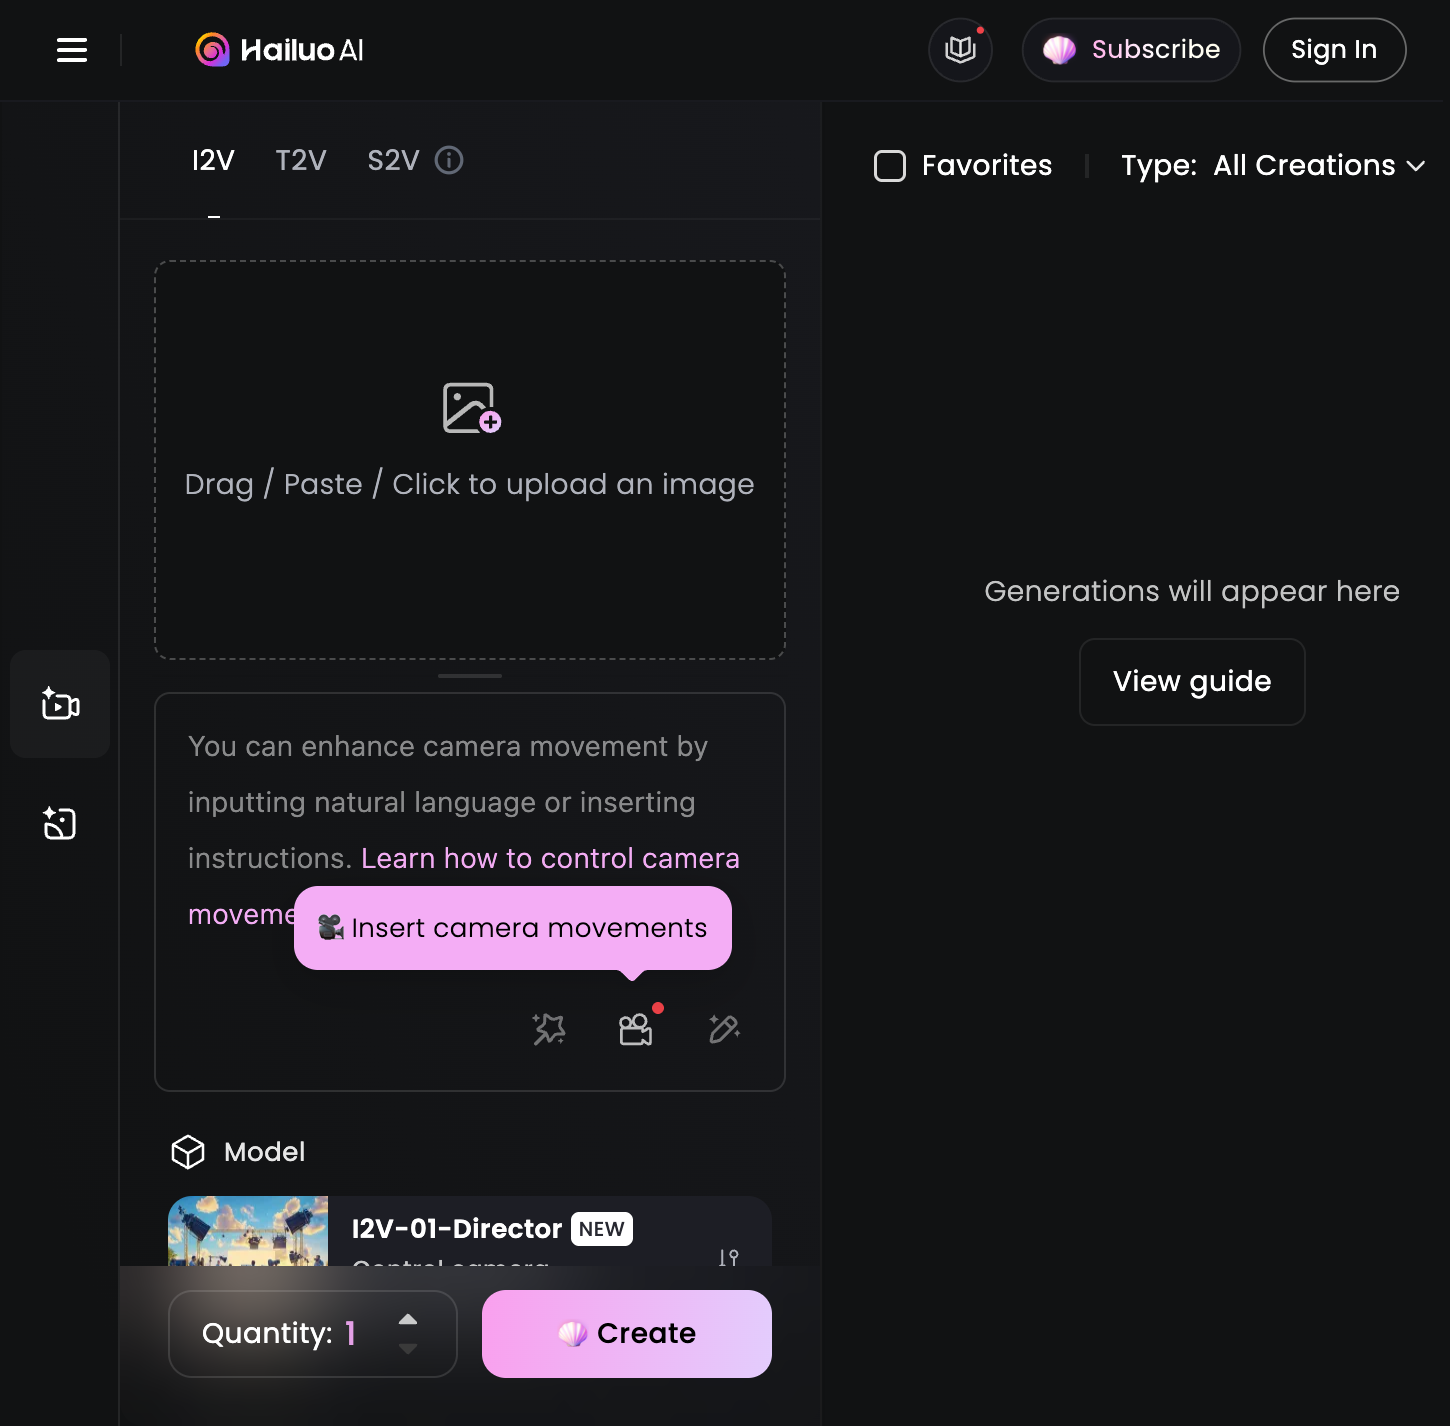 Hailuo AI
Subscribe
Sign In
I2V
T2V
S2V
Favorites
Type: All Creations
Drag / Paste / Click to upload an image
Generations will appear here
View guide
You can enhance camera movement by
inputting natural language or inserting
instructions. Learn how to control camera
moveme
Insert camera movements
Model
I2V-01-Director NEW
Control camera
Quantity: 1
Create